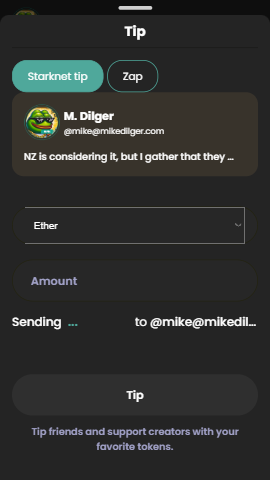 Tip
Starknet tip
Zap
M. Dilger
@mike@mikedilger.com
NZ is considering it, but I gather that they ...
Ether
Amount
Sending ... to @mike@mikedil...
Tip
Tip friends and support creators with your
favorite tokens.